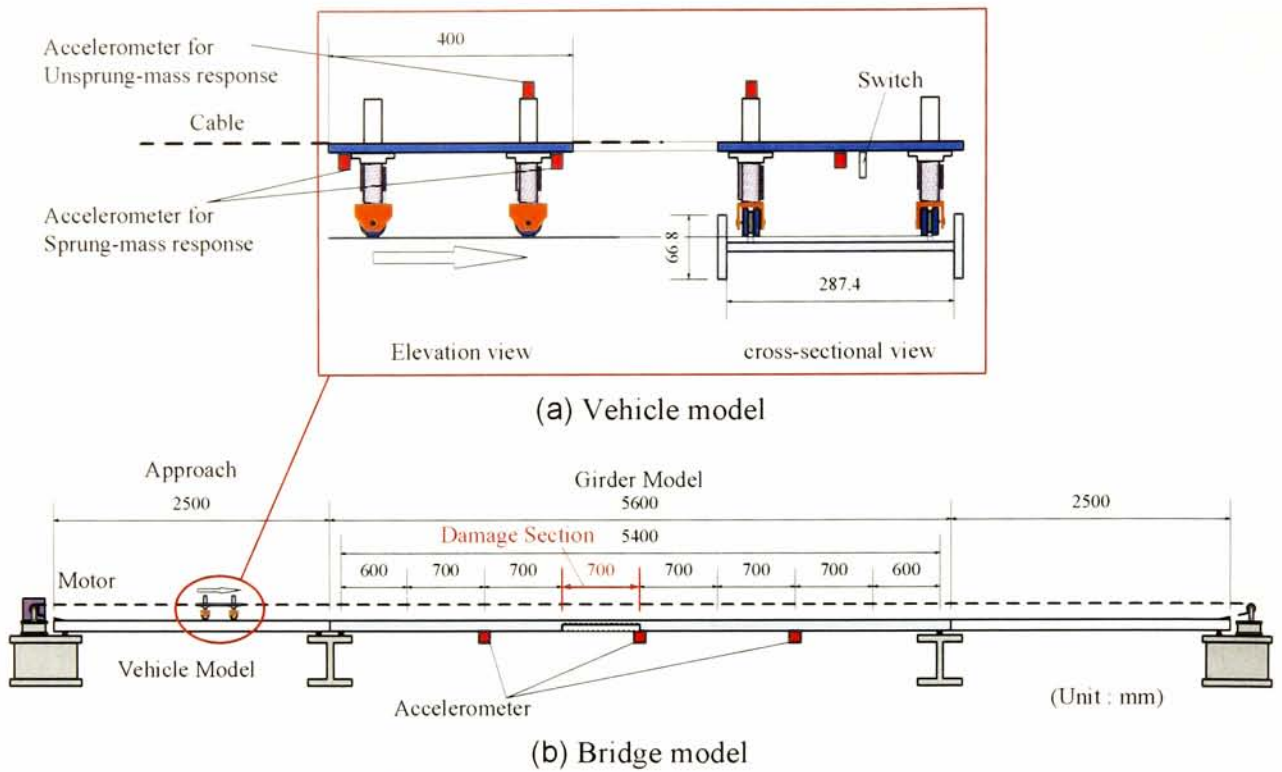 Accelerometer for
Unsprung-mass response
400
Switch
Cable
Accelerometer for
Sprung-mass response
66.8
287.4
Elevation view
cross-sectional view
(a) Vehicle model
Approach
Girder Model
2500
5600
2500
Damage Section
5400
600
700
700
700
700
700
700
600
Motor
Vehicle Model
Accelerometer
(Unit : mm)
(b) Bridge model